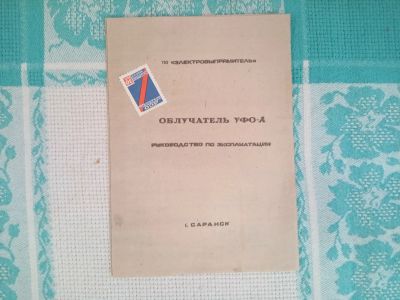 ПО «ЭЛЕКТРОВЫПРЯМИТЕЛЬ»
ОБЛУЧАТЕЛЬ УФО-А
РУКОВОДСТВО ПО ЭКСПЛУАТАЦИИ
г. САРАНСК